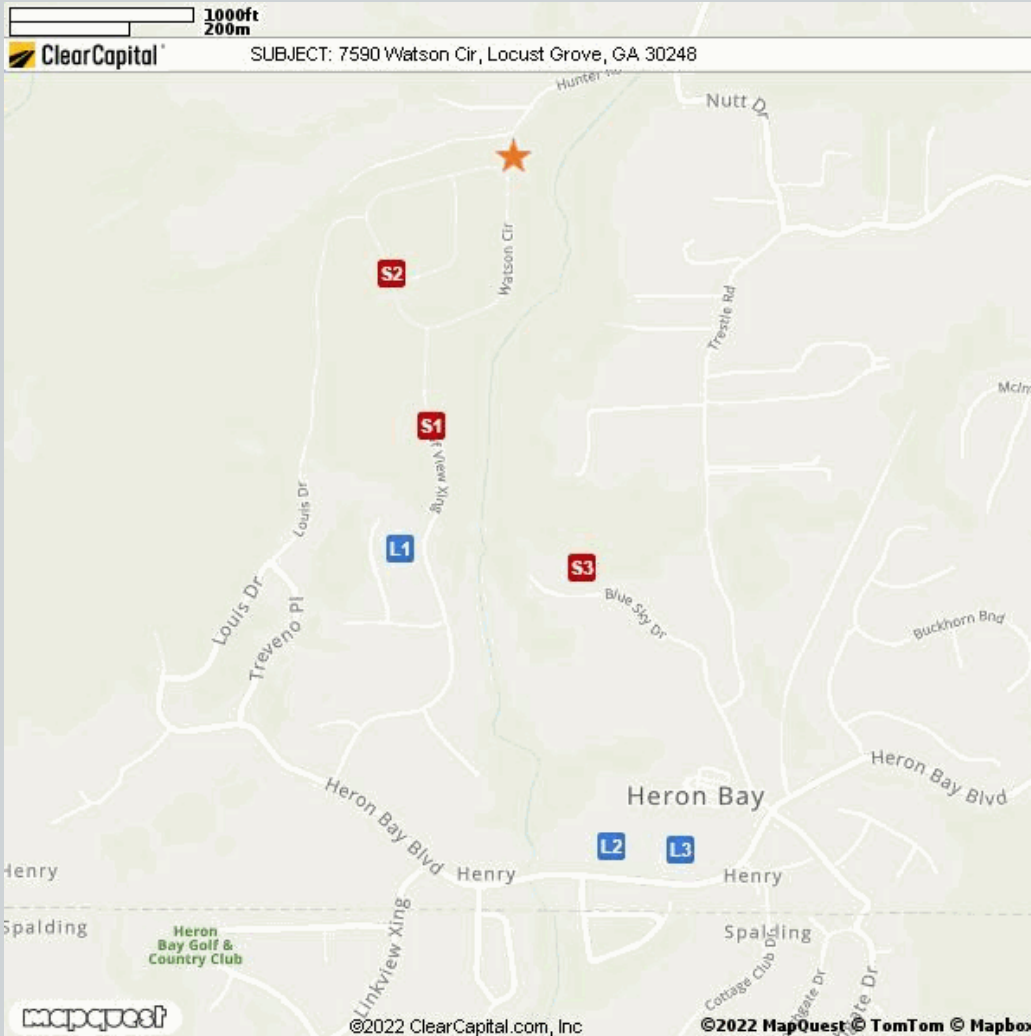 1000ft
200m
ClearCapital
SUBJECT: 7590 Watson Cir, Locust Grove, GA 30248
Hunter
Nutt Dr
Watson Cir
S2
Trestle Rd
S1
View Xing
Louis Dr
L1
S3
Blue Sky Dr
Louis Dr
Treveno Pl
Buckhorn Bnd
Heron Bay Blvd
Heron Bay
Heron Bay Blvd
L2
L3
Henry
Henry
Henry
Spalding
Spalding
Heron
Bay Golf &
Country Club
Linkview Xing
Cottage Club Dr
mapquest
©2022 ClearCapital.com, Inc
©2022 MapQuest © TomTom © Mapbox